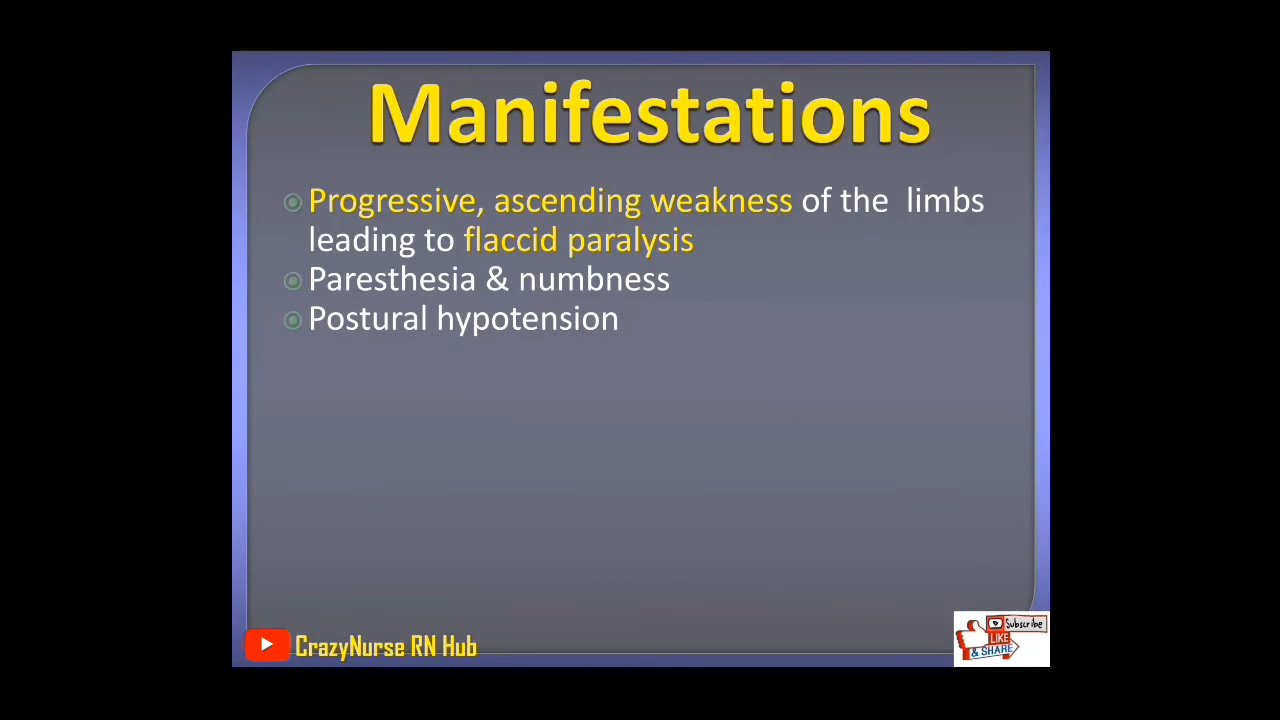 Manifestations
Progressive, ascending weakness of the limbs
leading to flaccid paralysis
Paresthesia & numbness
Postural hypotension
CrazyNurse RN Hub
Subscribe
LIKE
& SHARE